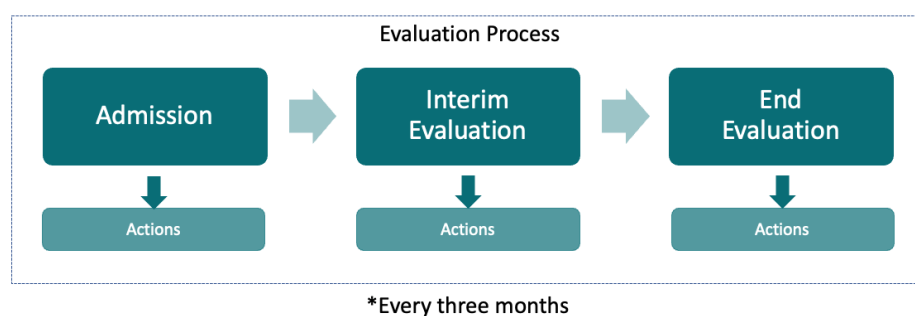 Evaluation Process
Admission
Interim
Evaluation
End
Evaluation
Actions
Actions
Actions
*Every three months